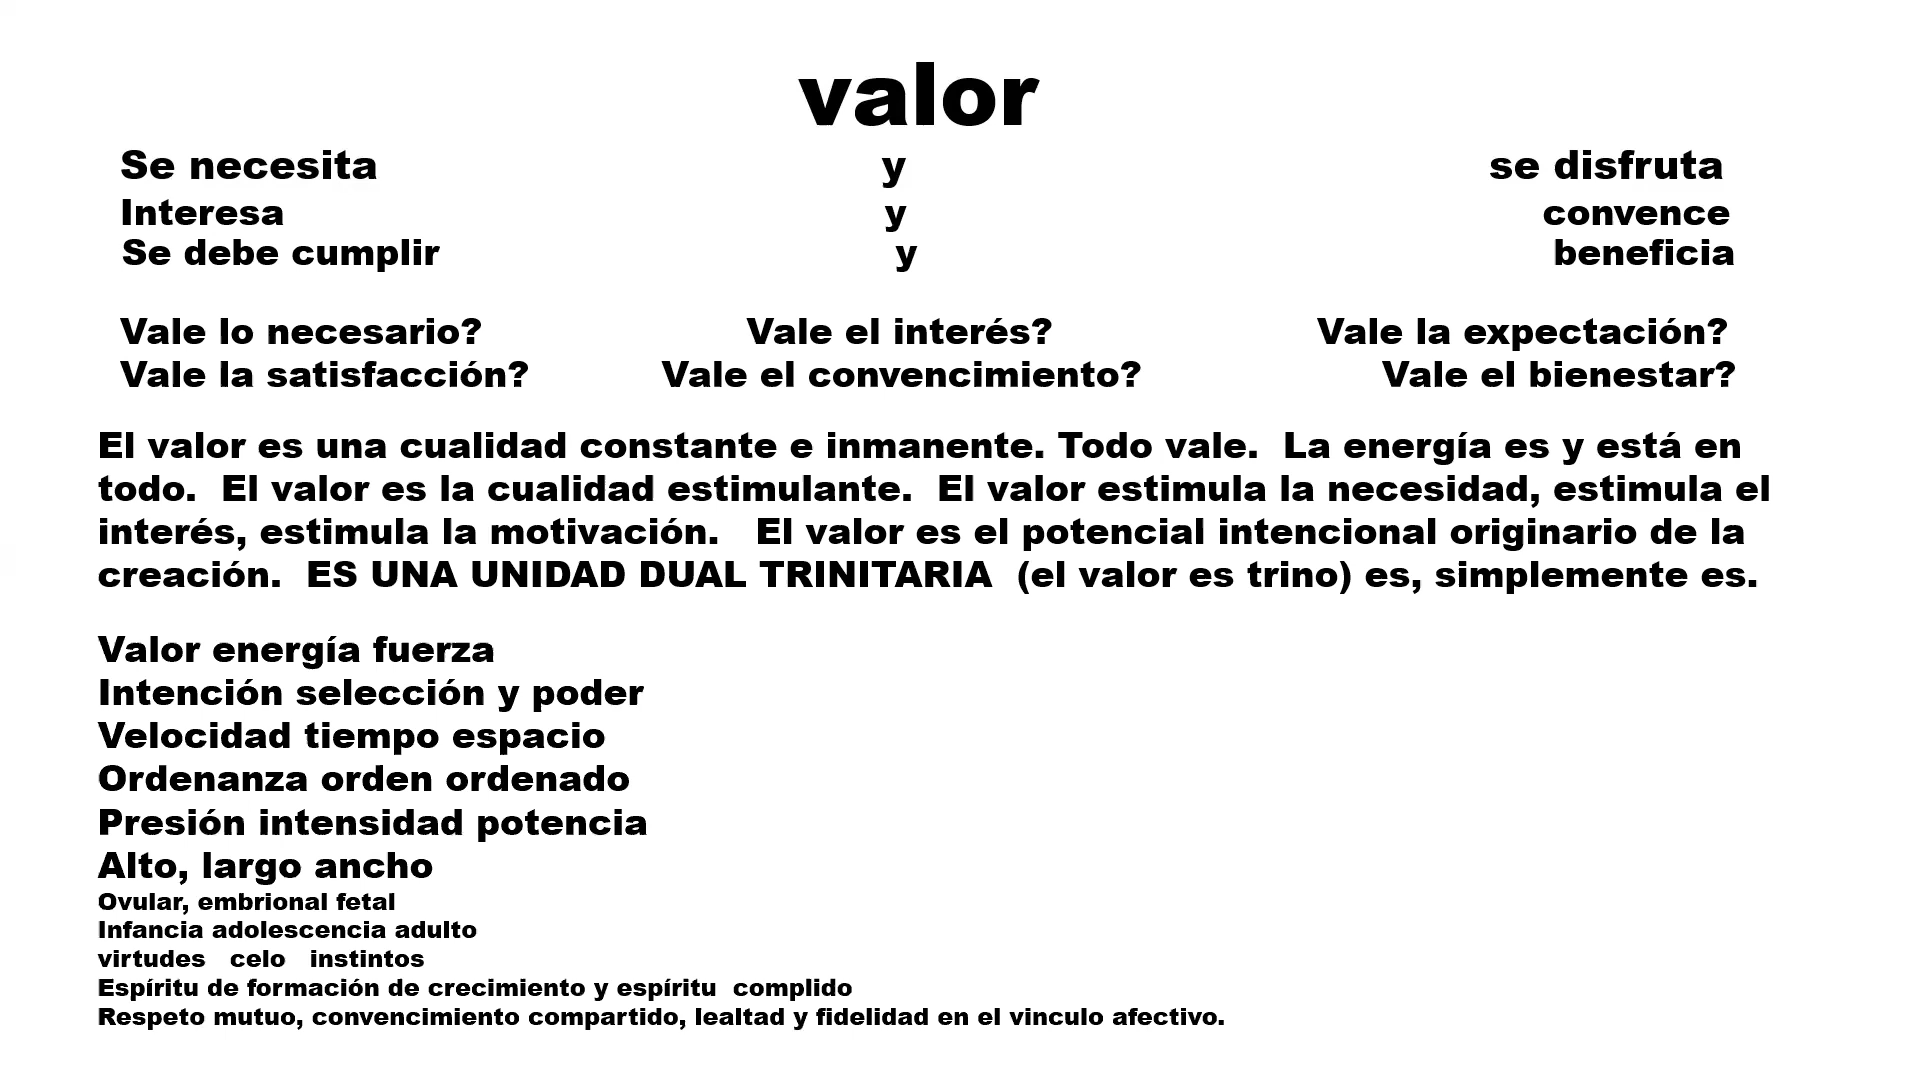 valor
Se necesita y se disfruta
Interesa y convence
Se debe cumplir y beneficia
Vale lo necesario? Vale el interés? Vale la expectación?
Vale la satisfacción? Vale el convencimiento? Vale el bienestar?
El valor es una cualidad constante e inmanente. Todo vale. La energía es y está en
todo. El valor es la cualidad estimulante. El valor estimula la necesidad, estimula el
interés, estimula la motivación. El valor es el potencial intencional originario de la
creación. ES UNA UNIDAD DUAL TRINITARIA (el valor es trino) es, simplemente es.
Valor energía fuerza
Intención selección y poder
Velocidad tiempo espacio
Ordenanza orden ordenado
Presión intensidad potencia
Alto, largo ancho
Ovular, embrional fetal
Infancia adolescencia adulto
virtudes celo instintos
Espíritu de formación de crecimiento y espíritu complido
Respeto mutuo, convencimiento compartido, lealtad y fidelidad en el vinculo afectivo.